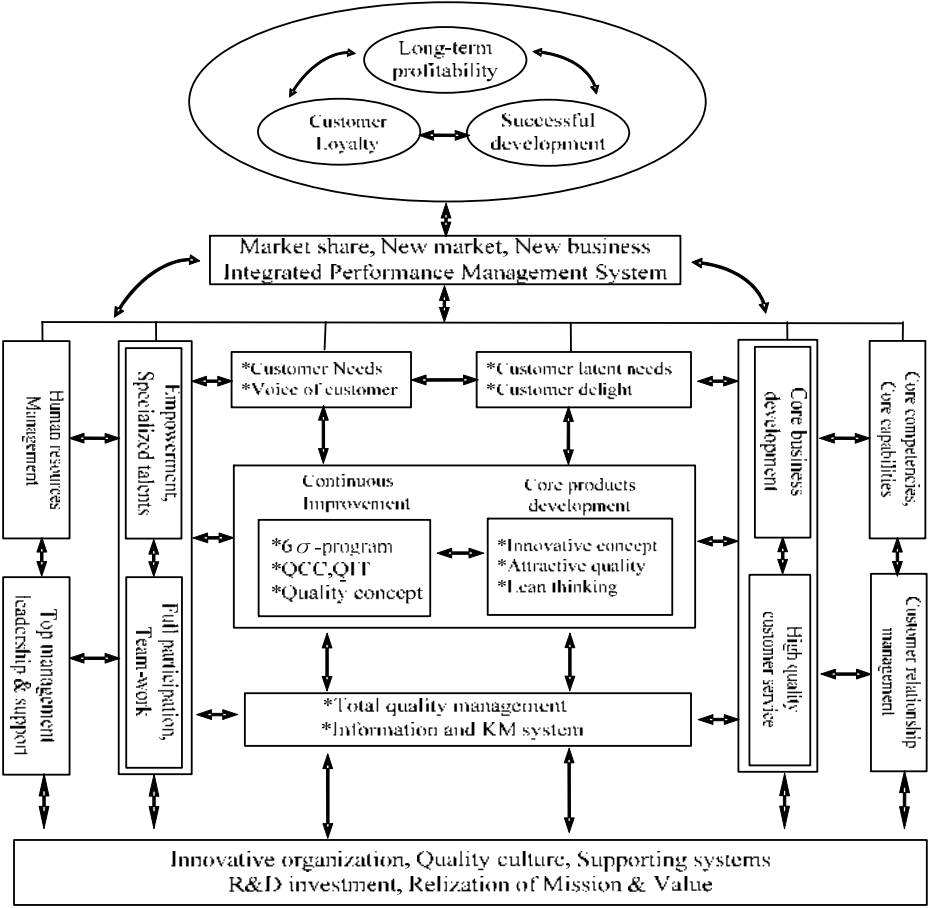 Long-term
profitability
Customer
Loyalty
Successful
development
Market share, New market, New business
Integrated Performance Management System
Human resources
Management
Empowerment,
Specialized talents
*Customer Needs
*Voice of customer
*Customer latent needs
*Customer delight
Core business
development
Core competencies,
Core capabilities
Continuous
Improvement
*6σ-program
*QCC,QIT
*Quality concept
Core products
development
*Innovative concept
*Attractive quality
*Lean thinking
Top management
leadership & support
Full participation,
Team-work
High quality
customer service
Customer relationship
management
*Total quality management
*Information and KM system
Innovative organization, Quality culture, Supporting systems
R&D investment, Relization of Mission & Value